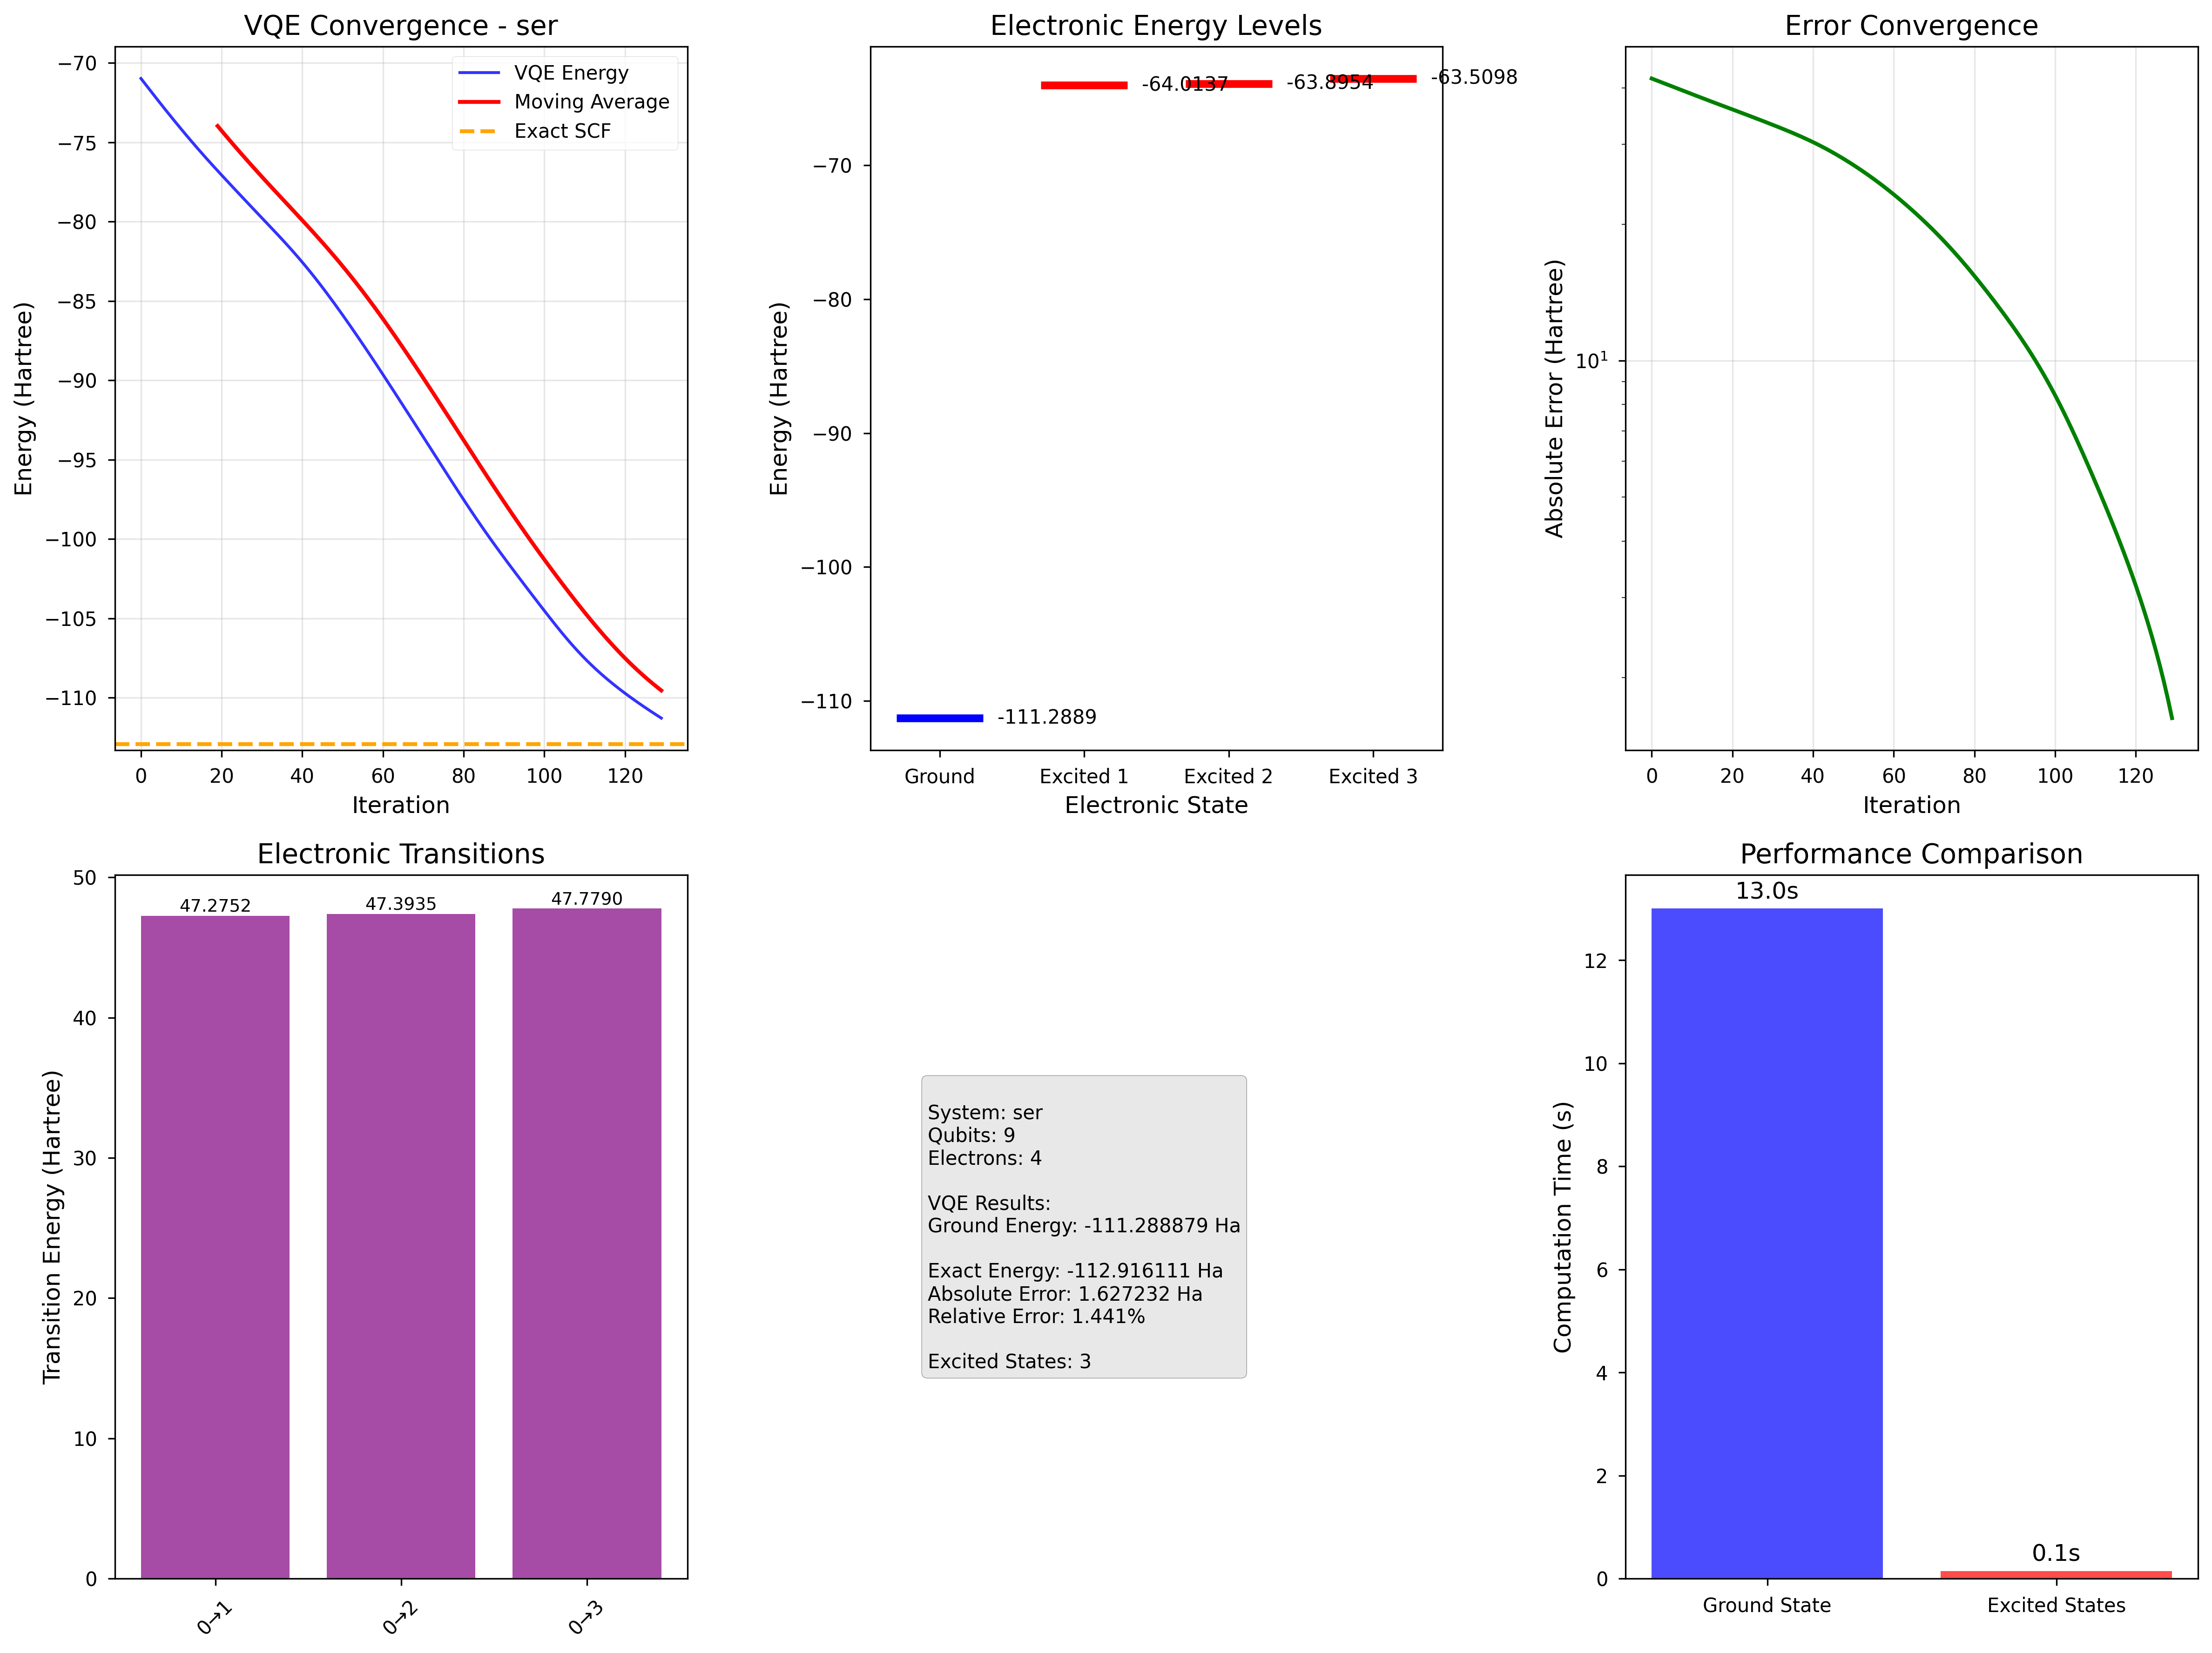 VQE Convergence - ser
Energy (Hartree)
−70
−75
−80
−85
−90
−95
−100
−105
−110
VQE Energy
Moving Average
Exact SCF
0 20 40 60 80 100 120
Iteration
Electronic Energy Levels
Energy (Hartree)
−70
−80
−90
−100
−110
-111.2889
-64.0137
-63.8954
-63.5098
Ground Excited 1 Excited 2 Excited 3
Electronic State
Error Convergence
Absolute Error (Hartree)
10¹
0 20 40 60 80 100 120
Iteration
Electronic Transitions
Transition Energy (Hartree)
50
40
30
20
10
0
47.2752 47.3935 47.7790
0→1 0→2 0→3
System: ser
Qubits: 9
Electrons: 4
VQE Results:
Ground Energy: -111.288879 Ha
Exact Energy: -112.916111 Ha
Absolute Error: 1.627232 Ha
Relative Error: 1.441%
Excited States: 3
Performance Comparison
Computation Time (s)
12
10
8
6
4
2
0
13.0s
0.1s
Ground State Excited States